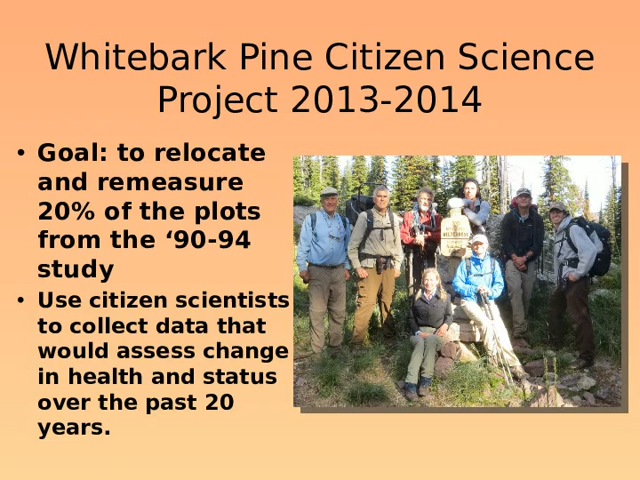 Whitebark Pine Citizen Science
Project 2013-2014
• Goal: to relocate
and remeasure
20% of the plots
from the ‘90-94
study
• Use citizen scientists
to collect data that
would assess change
in health and status
over the past 20
years.